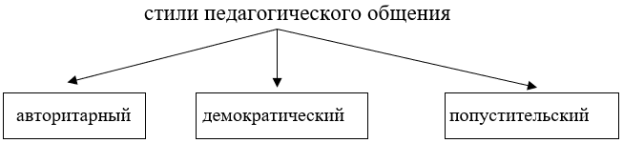 стили педагогического общения
авторитарный
демократический
попустительский